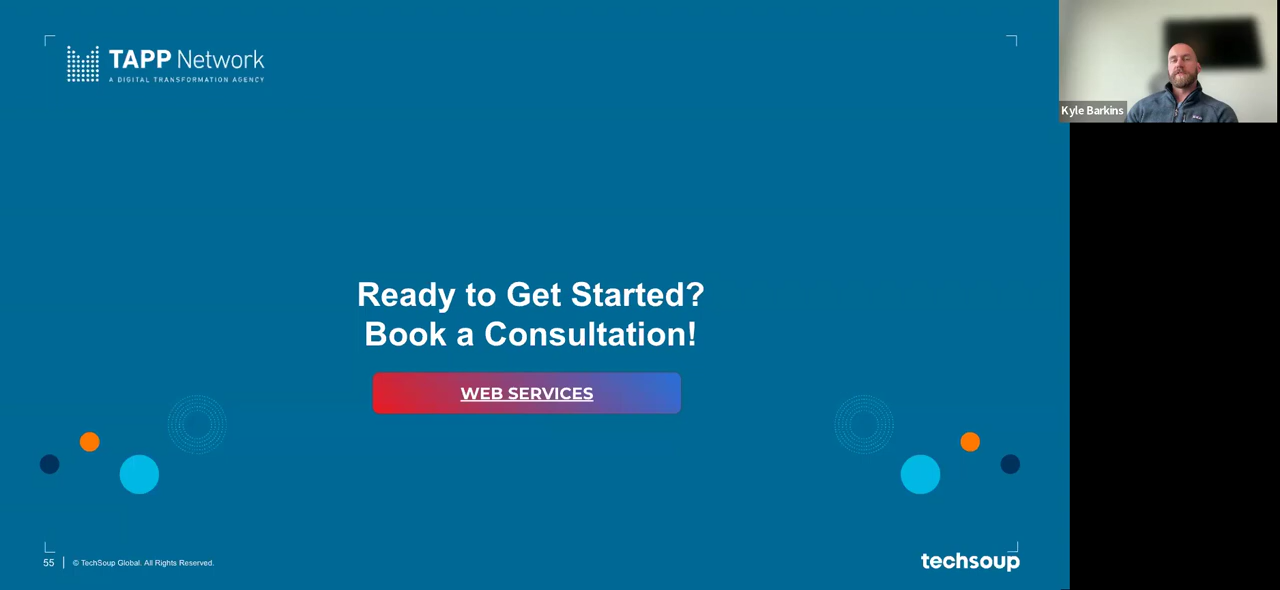 TAPP Network
A DIGITAL TRANSFORMATION AGENCY
Kyle Barkins
Ready to Get Started?
Book a Consultation!
WEB SERVICES
55
© TechSoup Global. All Rights Reserved.
techsoup